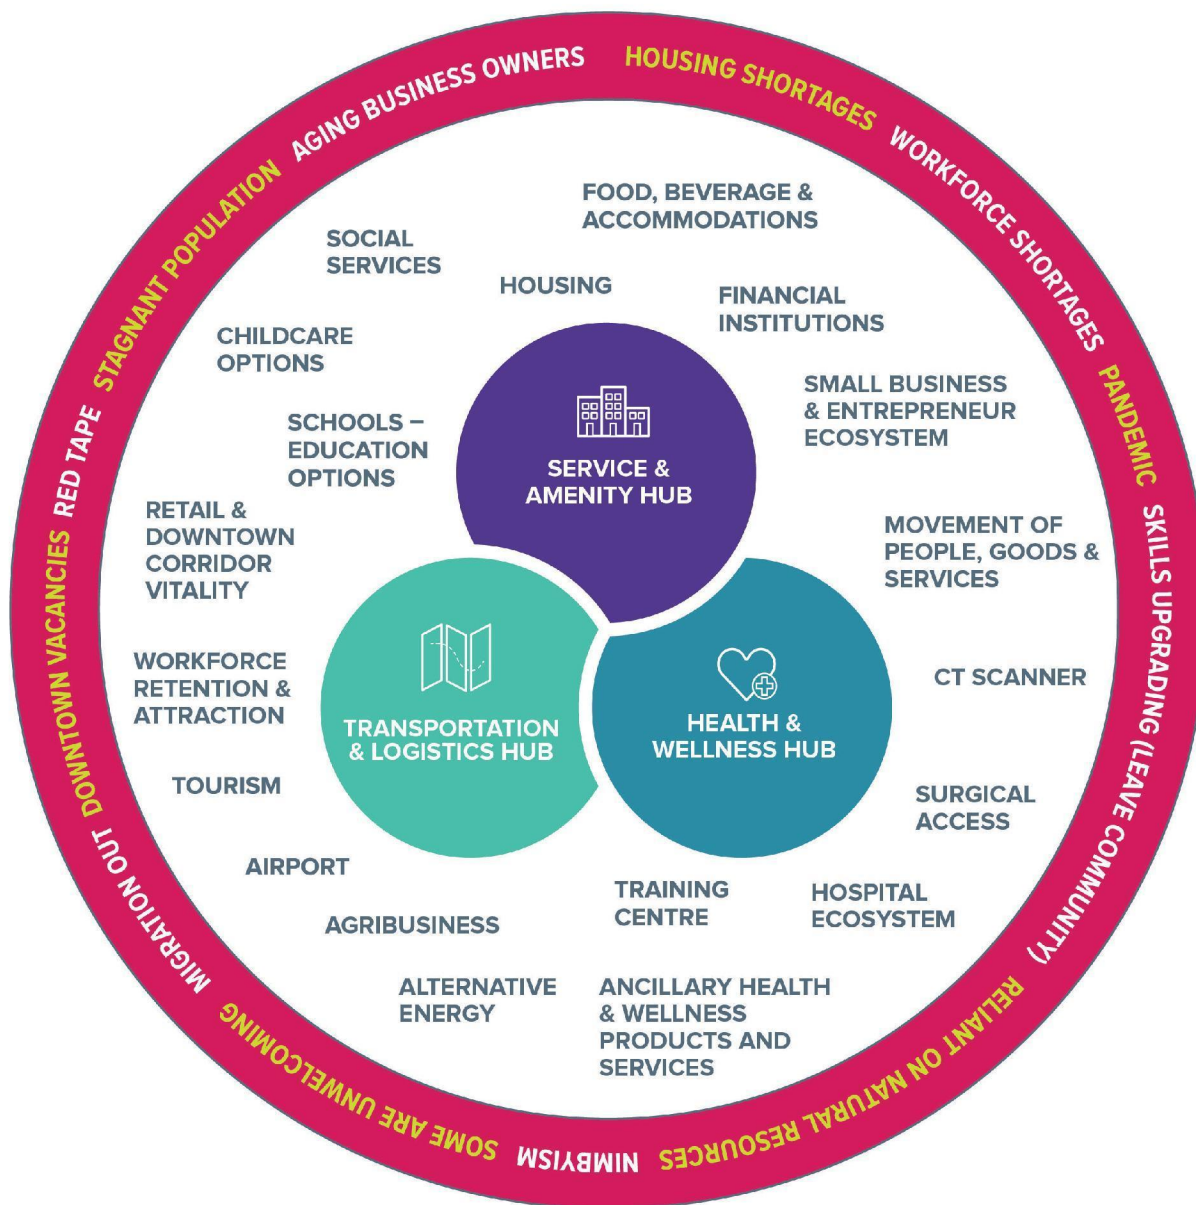 AGING BUSINESS OWNERS
HOUSING SHORTAGES
WORKFORCE SHORTAGES
PANDEMIC
SKILLS UPGRADING (LEAVE COMMUNITY)
RELIANT ON NATURAL RESOURCES
NIMBYISM
SOME ARE UNWELCOMING
MIGRATION OUT
DOWNTOWN VACANCIES
RED TAPE
STAGNANT POPULATION
FOOD, BEVERAGE &
ACCOMMODATIONS
SOCIAL
SERVICES
HOUSING
FINANCIAL
INSTITUTIONS
CHILDCARE
OPTIONS
SMALL BUSINESS
& ENTREPRENEUR
ECOSYSTEM
SCHOOLS –
EDUCATION
OPTIONS
SERVICE &
AMENITY HUB
RETAIL &
DOWNTOWN
CORRIDOR
VITALITY
MOVEMENT OF
PEOPLE, GOODS &
SERVICES
WORKFORCE
RETENTION &
ATTRACTION
CT SCANNER
TRANSPORTATION
& LOGISTICS HUB
HEALTH &
WELLNESS HUB
TOURISM
SURGICAL
ACCESS
AIRPORT
TRAINING
CENTRE
HOSPITAL
ECOSYSTEM
AGRIBUSINESS
ALTERNATIVE
ENERGY
ANCILLARY HEALTH
& WELLNESS
PRODUCTS AND
SERVICES